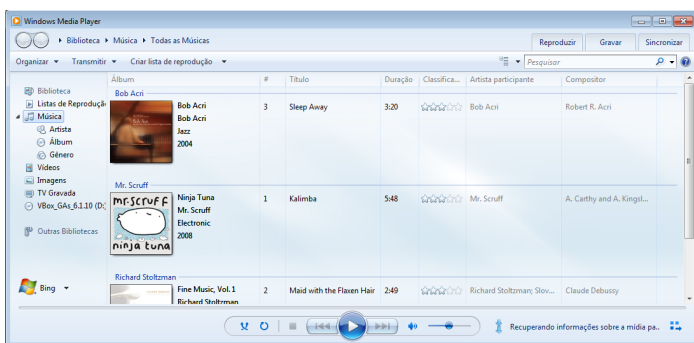 Windows Media Player
Biblioteca ▸ Música ▸ Todas as Músicas
Reproduzir Gravar Sincronizar
Organizar Transmitir Criar lista de reprodução Pesquisar
Álbum # Título Duração Classifica... Artista participante Compositor
Biblioteca
Listas de Reproduçã
Música
Artista
Álbum
Gênero
Vídeos
Imagens
TV Gravada
VBox_GAs_6.1.10 (D:)
Outras Bibliotecas
Bing
Bob Acri
Bob Acri 3 Sleep Away 3:20 Bob Acri Robert R. Acri
Bob Acri
Jazz
2004
Mr. Scruff
mr.scruff
ninja tuna
Ninja Tuna 1 Kalimba 5:48 Mr. Scruff A. Carthy and A. Kingsl...
Mr. Scruff
Electronic
2008
Richard Stoltzman
Fine Music, Vol. 1 2 Maid with the Flaxen Hair 2:49 Richard Stoltzman; Slov... Claude Debussy
Richard Stoltzman
Recuperando informações sobre a mídia pa..